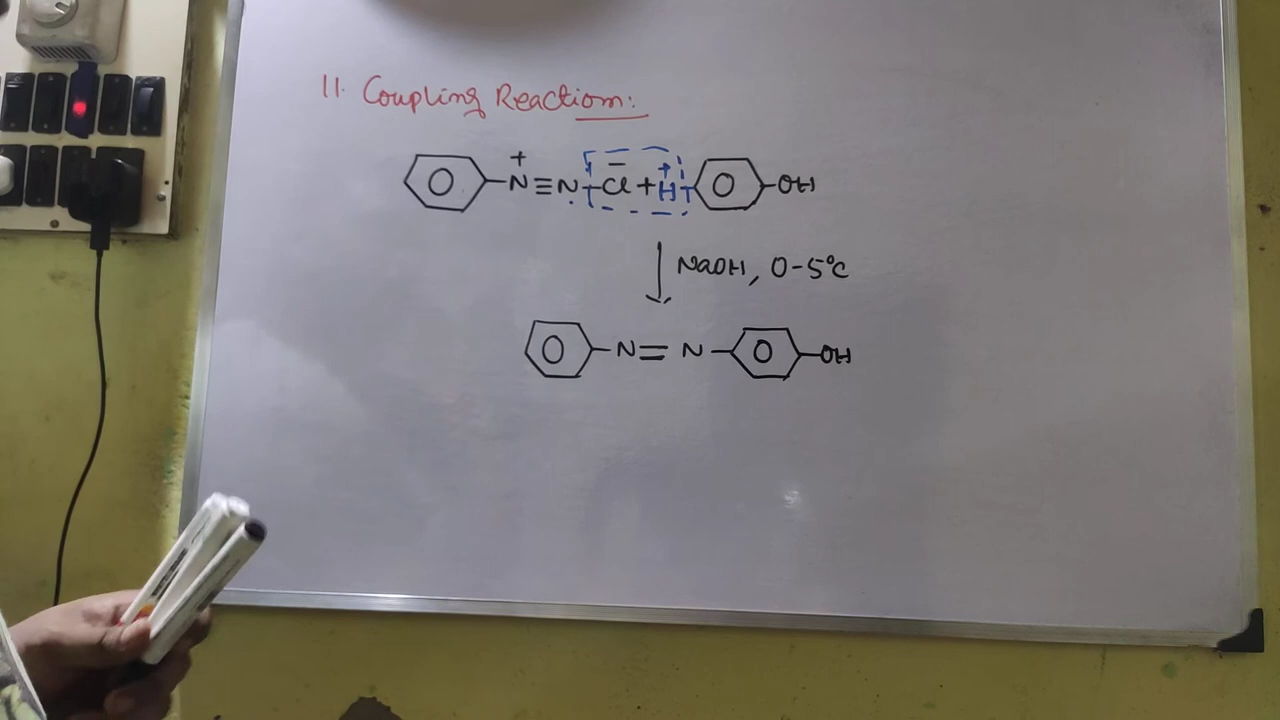 11. Coupling Reaction:
+ − +
N≡N-Cl+H OH
NaOH, 0-5°C
N=N OH